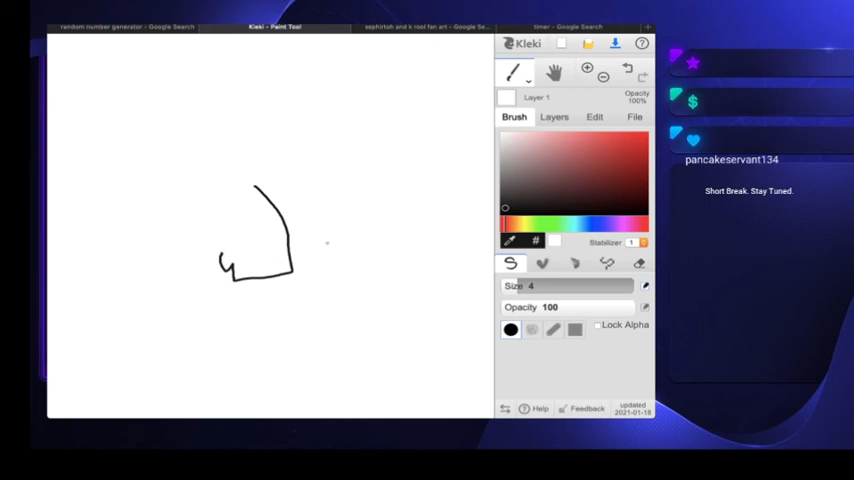 random number generator - Google Search
Kleki - Paint Tool
sephirtoh and k rool fan art - Google Se...
timer - Google Search
Kleki
Layer 1
Opacity
100%
Brush
Layers
Edit
File
Stabilizer 1
Size 4
Opacity 100
Lock Alpha
Help
Feedback
updated
2021-01-18
pancakeservant134
Short Break. Stay Tuned.